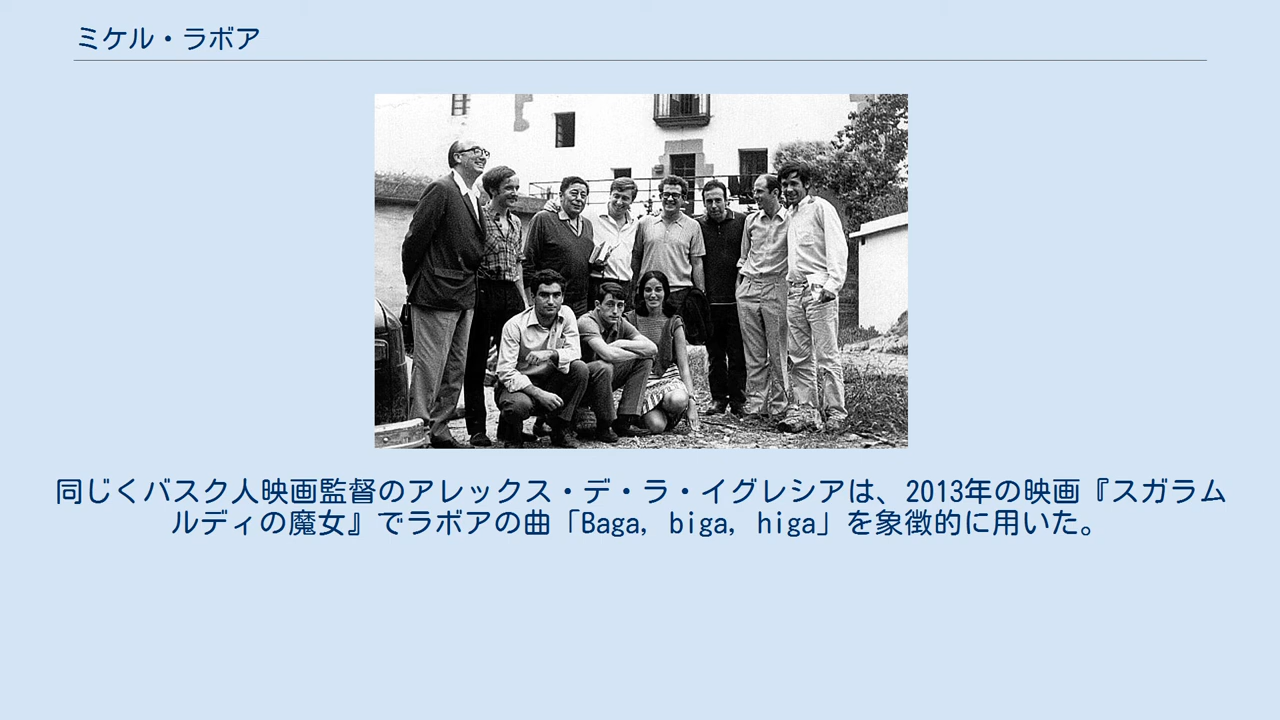 ミケル・ラボア
同じくバスク人映画監督のアレックス・デ・ラ・イグレシアは、2013年の映画『スガラム
ルディの魔女』でラボアの曲「Baga, biga, higa」を象徴的に用いた。